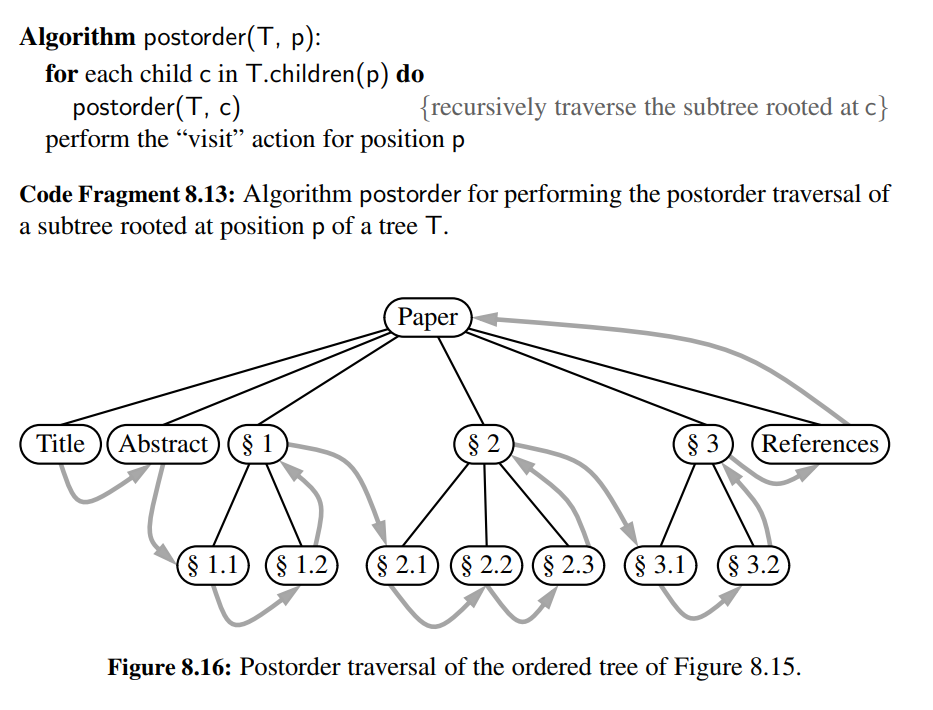 Algorithm postorder(T, p):
for each child c in T.children(p) do
postorder(T, c) {recursively traverse the subtree rooted at c}
perform the “visit” action for position p
Code Fragment 8.13: Algorithm postorder for performing the postorder traversal of
a subtree rooted at position p of a tree T.
Paper
Title Abstract § 1 § 2 § 3 References
§ 1.1 § 1.2 § 2.1 § 2.2 § 2.3 § 3.1 § 3.2
Figure 8.16: Postorder traversal of the ordered tree of Figure 8.15.